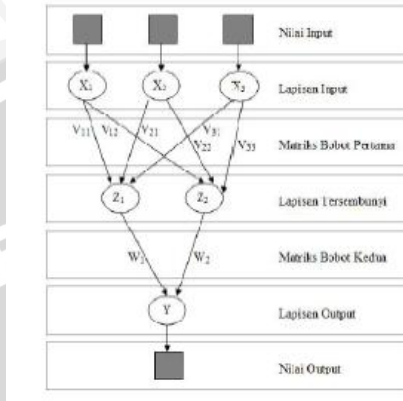 Nilai Input
X₁ X₂ X₃ Lapisan Input
V₁₁ V₁₂ V₂₁ V₃₁
V₂₂ V₃₃ Matriks Bobot Pertama
Z₁ Z₂ Lapisan Tersembunyi
W₁ W₂ Matriks Bobot Kedua
Y Lapisan Output
Nilai Output